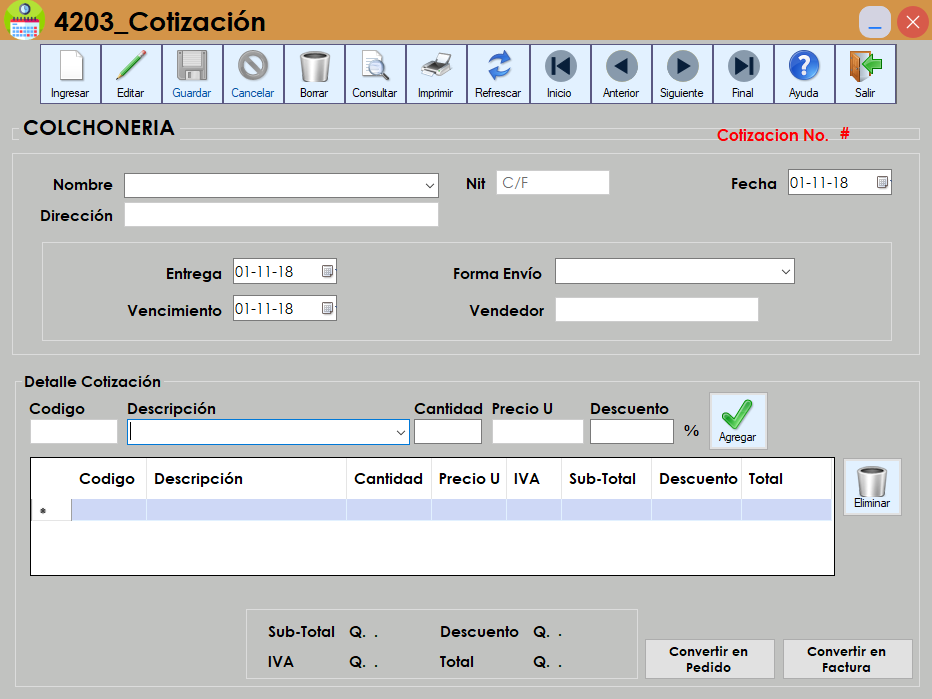 4203_Cotización
Ingresar Editar Guardar Cancelar Borrar Consultar Imprimir Refrescar Inicio Anterior Siguiente Final Ayuda Salir
COLCHONERIA
Cotizacion No. #
Nombre Nit C/F Fecha 01-11-18
Dirección
Entrega 01-11-18 Forma Envío
Vencimiento 01-11-18 Vendedor
Detalle Cotización
Codigo Descripción Cantidad Precio U Descuento
% Agregar
Codigo Descripción Cantidad Precio U IVA Sub-Total Descuento Total
*
Eliminar
Sub-Total Q. . Descuento Q. .
IVA Q. . Total Q. .
Convertir en
Pedido
Convertir en
Factura